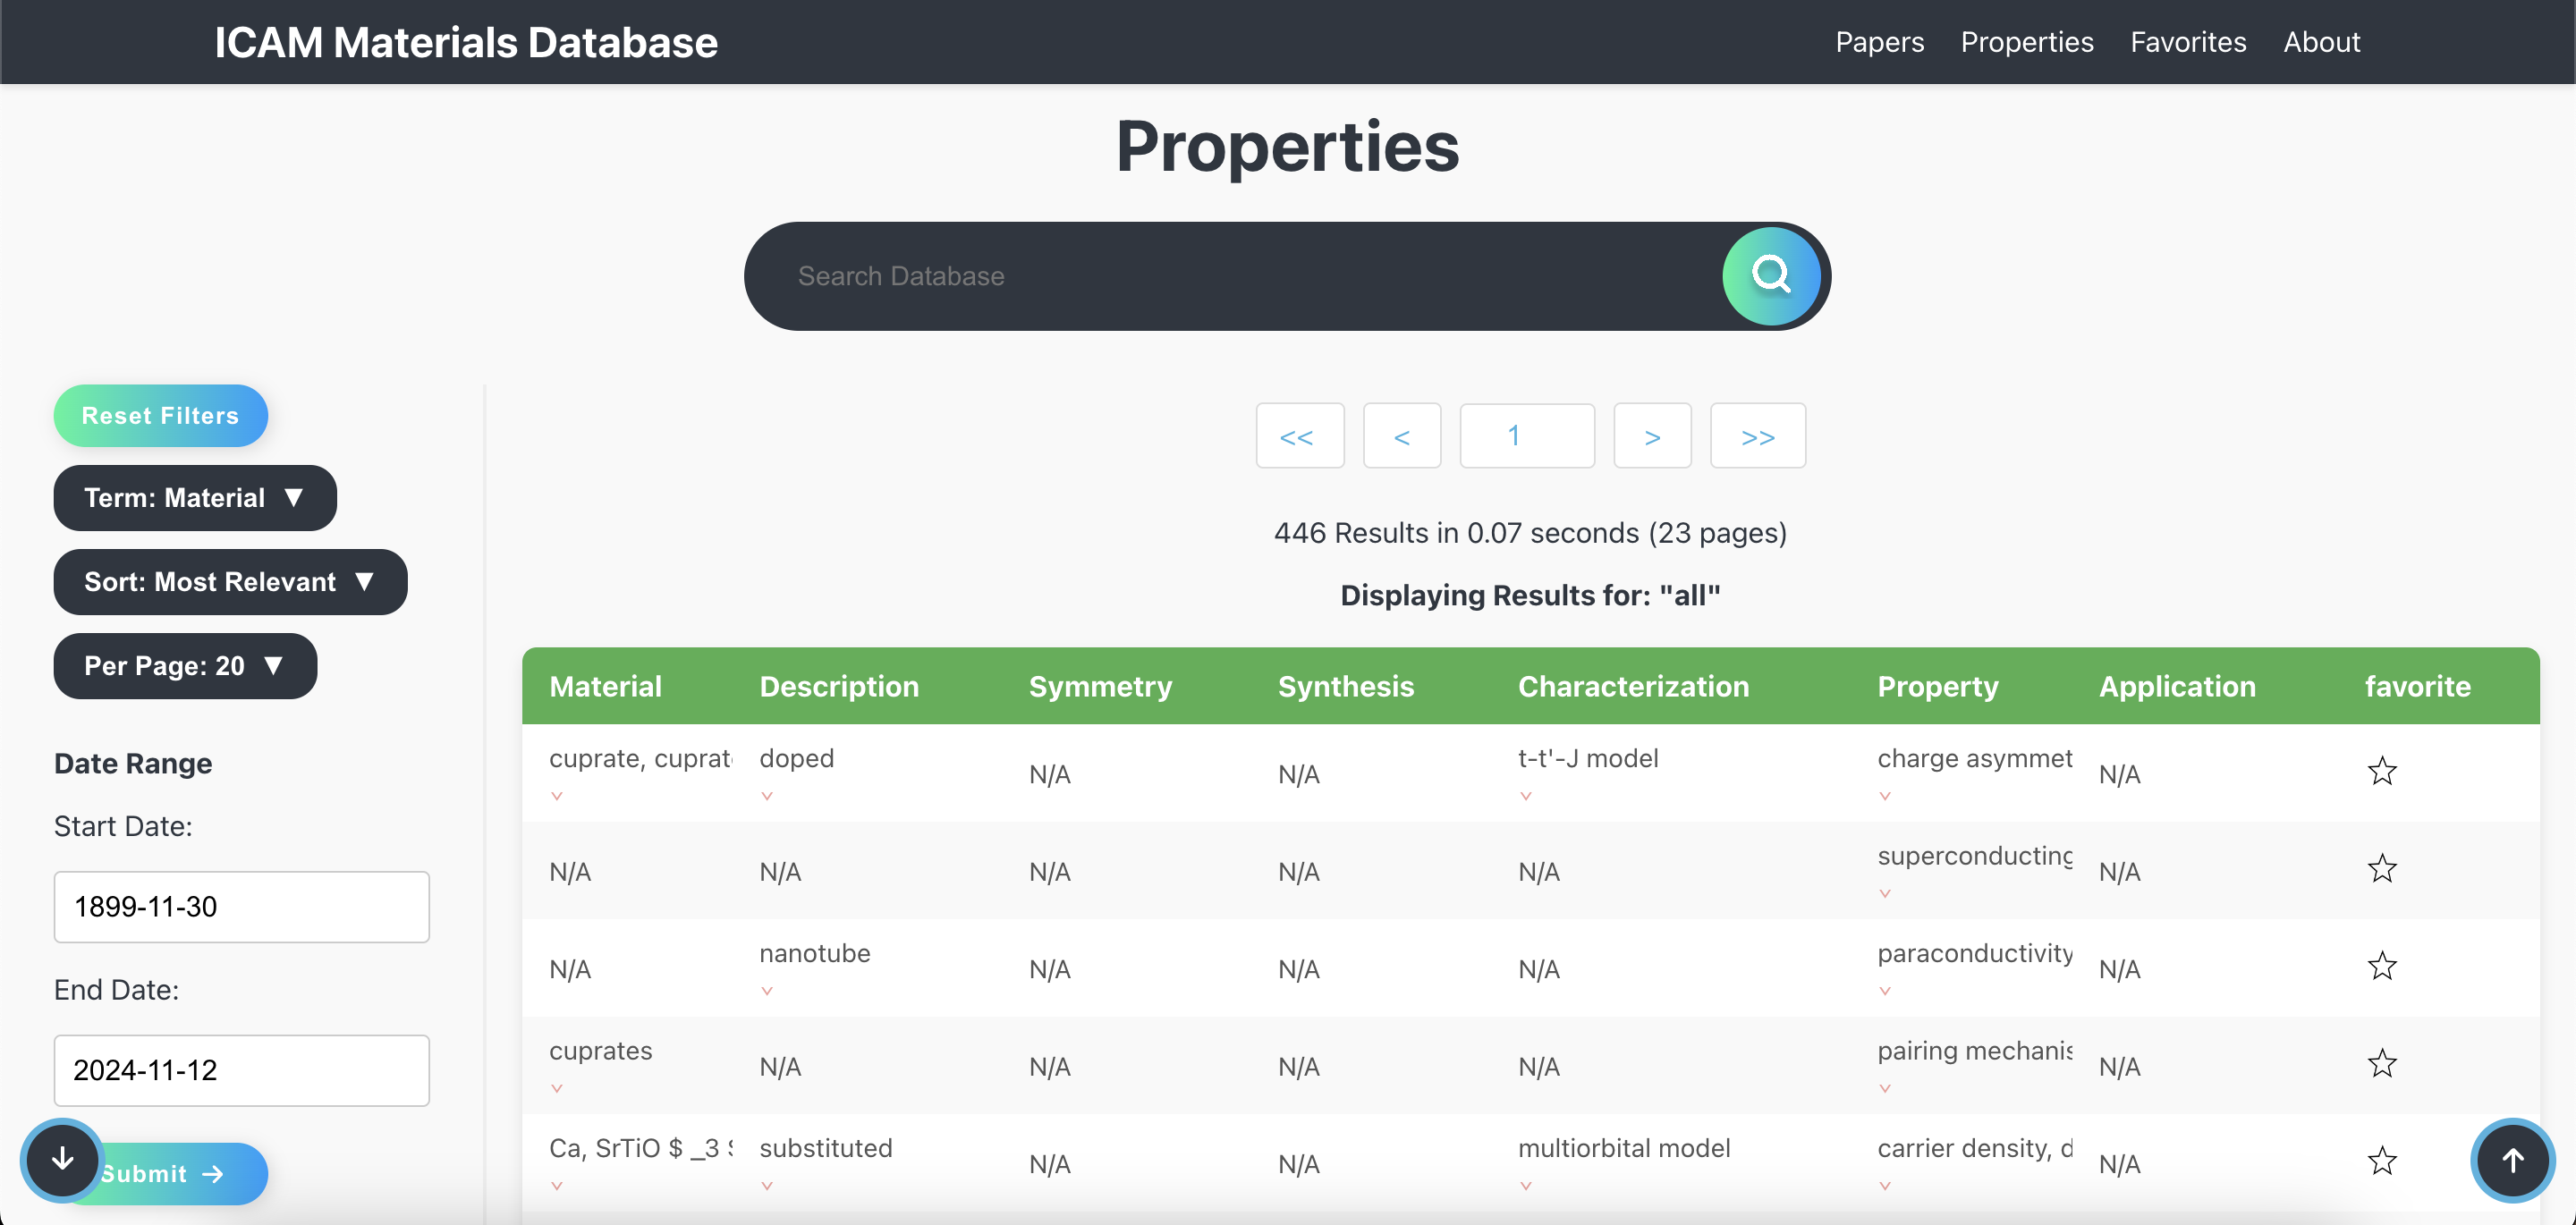 ICAM Materials Database
Papers Properties Favorites About
Properties
Search Database
Reset Filters
Term: Material ▼
Sort: Most Relevant ▼
Per Page: 20 ▼
Date Range
Start Date:
1899-11-30
End Date:
2024-11-12
Submit →
<< < 1 > >>
446 Results in 0.07 seconds (23 pages)
Displaying Results for: "all"
Material Description Symmetry Synthesis Characterization Property Application favorite
cuprate, cuprat doped N/A N/A t-t'-J model charge asymmet N/A
N/A N/A N/A N/A N/A superconducting N/A
N/A nanotube N/A N/A N/A paraconductivity N/A
cuprates N/A N/A N/A N/A pairing mechanis N/A
Ca, SrTiO $ _3 $ substituted N/A N/A multiorbital model carrier density, d N/A